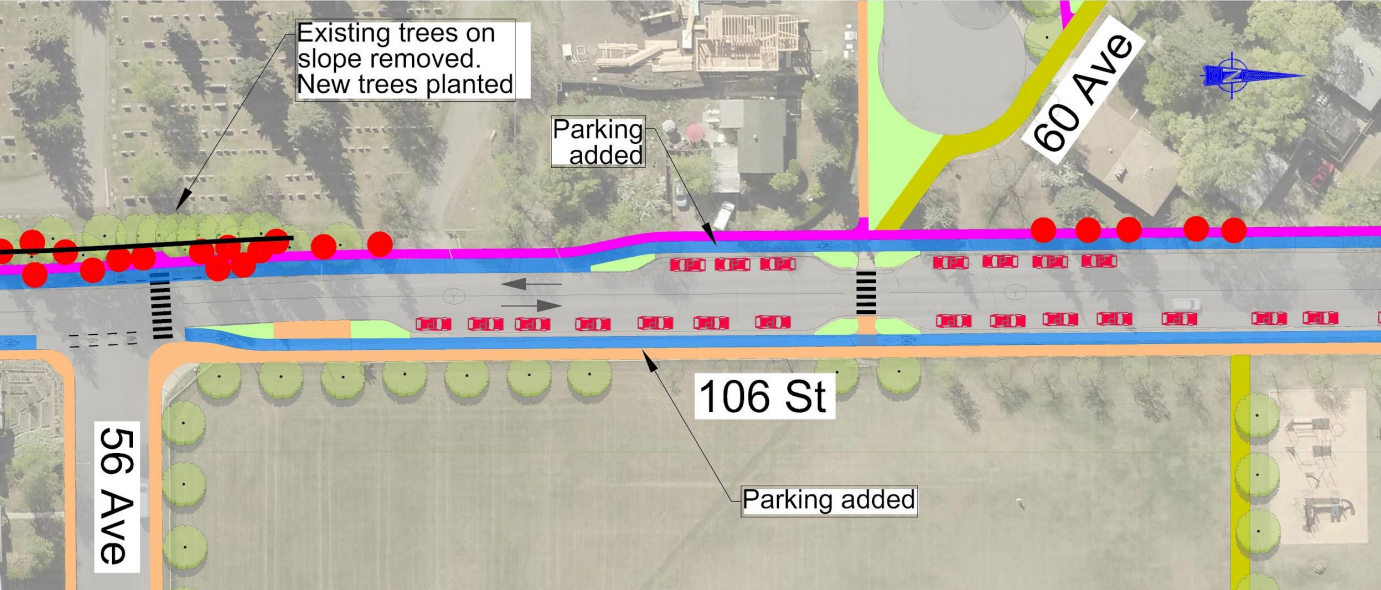 Existing trees on
slope removed.
New trees planted
Parking
added
60 Ave
N
106 St
56 Ave
Parking added